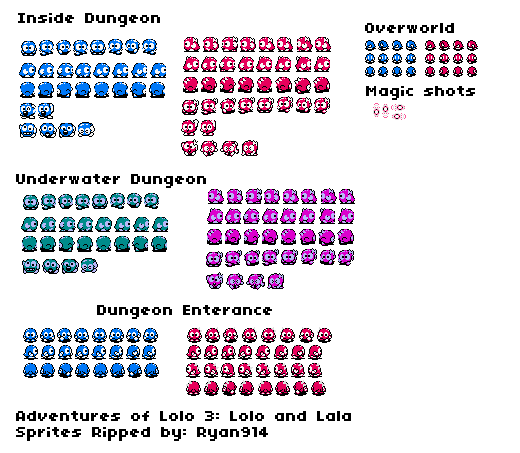 Inside Dungeon
Overworld
Magic shots
Underwater Dungeon
Dungeon Enterance
Adventures of Lolo 3: Lolo and Lala
Sprites Ripped by: Ryan914